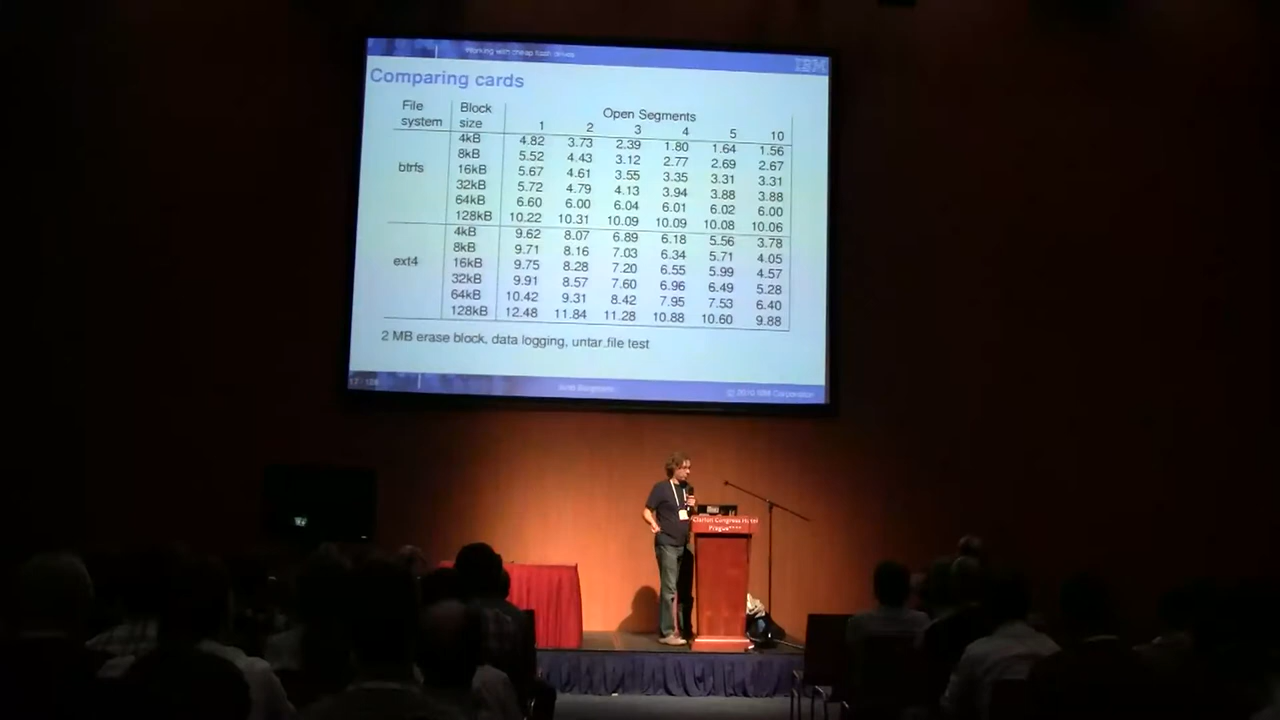 Working with cheap flash drives
IBM
Comparing cards
File system Block size Open Segments
1 2 3 4 5 10
btrfs
4kB 4.82 3.73 2.39 1.80 1.64 1.56
8kB 5.52 4.43 3.12 2.77 2.69 2.67
16kB 5.67 4.61 3.55 3.35 3.31 3.31
32kB 5.72 4.79 4.13 3.94 3.88 3.88
64kB 6.60 6.00 6.04 6.01 6.02 6.00
128kB 10.22 10.31 10.09 10.09 10.08 10.06
ext4
4kB 9.62 8.07 6.89 6.18 5.56 3.78
8kB 9.71 8.16 7.03 6.34 5.71 4.05
16kB 9.75 8.28 7.20 6.55 5.99 4.57
32kB 9.91 8.57 7.60 6.96 6.49 5.28
64kB 10.42 9.31 8.42 7.95 7.53 6.40
128kB 12.48 11.84 11.28 10.88 10.60 9.88
2 MB erase block, data logging, untar file test
Clarion Congress Hotel
Prague****